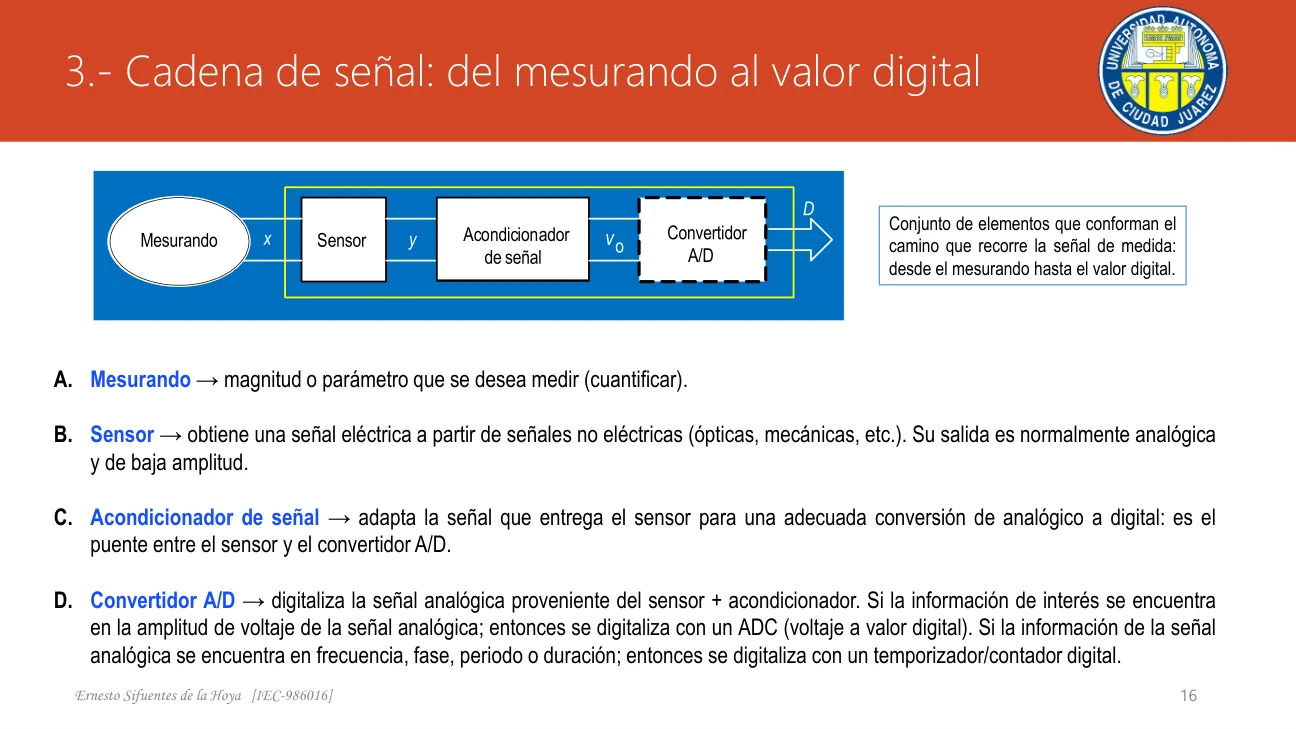 3.- Cadena de señal: del mesurando al valor digital
UNIVERSIDAD AUTONOMA
DE CIUDAD JUAREZ
Mesurando
x
Sensor
y
Acondicionador
de señal
vo
Convertidor
A/D
D
Conjunto de elementos que conforman el
camino que recorre la señal de medida:
desde el mesurando hasta el valor digital.
A. Mesurando → magnitud o parámetro que se desea medir (cuantificar).
B. Sensor → obtiene una señal eléctrica a partir de señales no eléctricas (ópticas, mecánicas, etc.). Su salida es normalmente analógica
y de baja amplitud.
C. Acondicionador de señal → adapta la señal que entrega el sensor para una adecuada conversión de analógico a digital: es el
puente entre el sensor y el convertidor A/D.
D. Convertidor A/D → digitaliza la señal analógica proveniente del sensor + acondicionador. Si la información de interés se encuentra
en la amplitud de voltaje de la señal analógica; entonces se digitaliza con un ADC (voltaje a valor digital). Si la información de la señal
analógica se encuentra en frecuencia, fase, periodo o duración; entonces se digitaliza con un temporizador/contador digital.
Ernesto Sifuentes de la Hoya [IEC-986016]
16